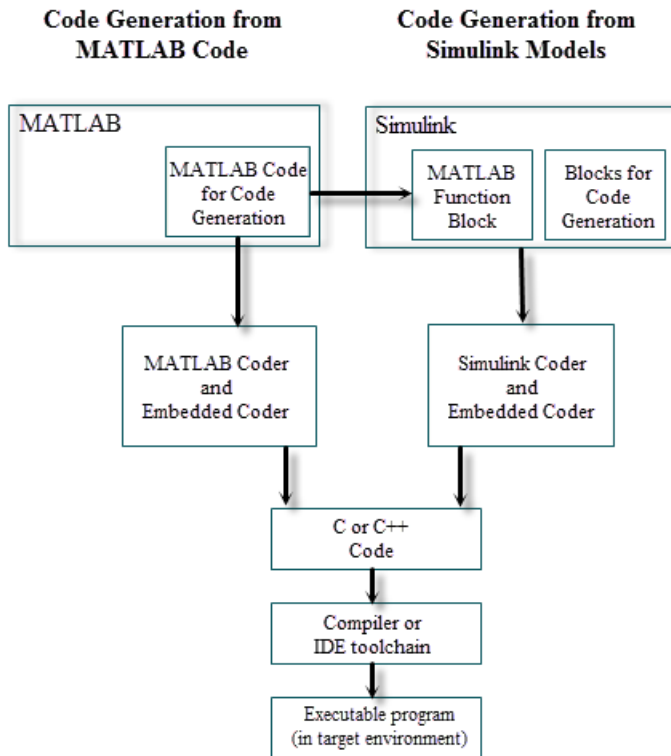 Code Generation from
MATLAB Code
Code Generation from
Simulink Models
MATLAB
MATLAB Code
for Code
Generation
Simulink
MATLAB
Function
Block
Blocks for
Code
Generation
MATLAB Coder
and
Embedded Coder
Simulink Coder
and
Embedded Coder
C or C++
Code
Compiler or
IDE toolchain
Executable program
(in target environment)